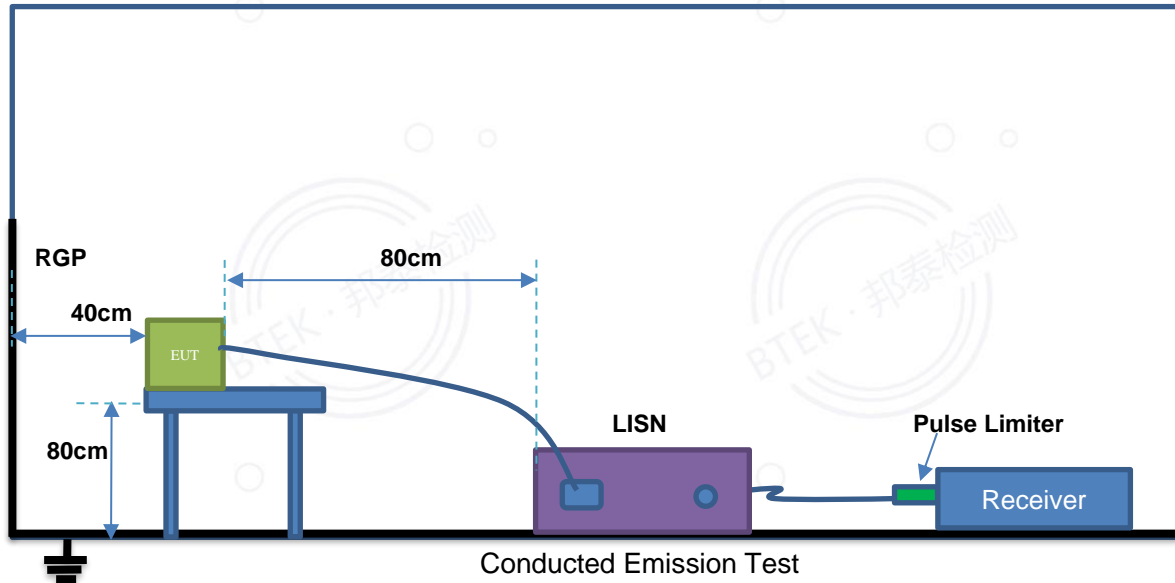 RGP
80cm
40cm
EUT
80cm
LISN
Pulse Limiter
Receiver
Conducted Emission Test
BTEK · 邦泰检测
BTEK · 邦泰检测